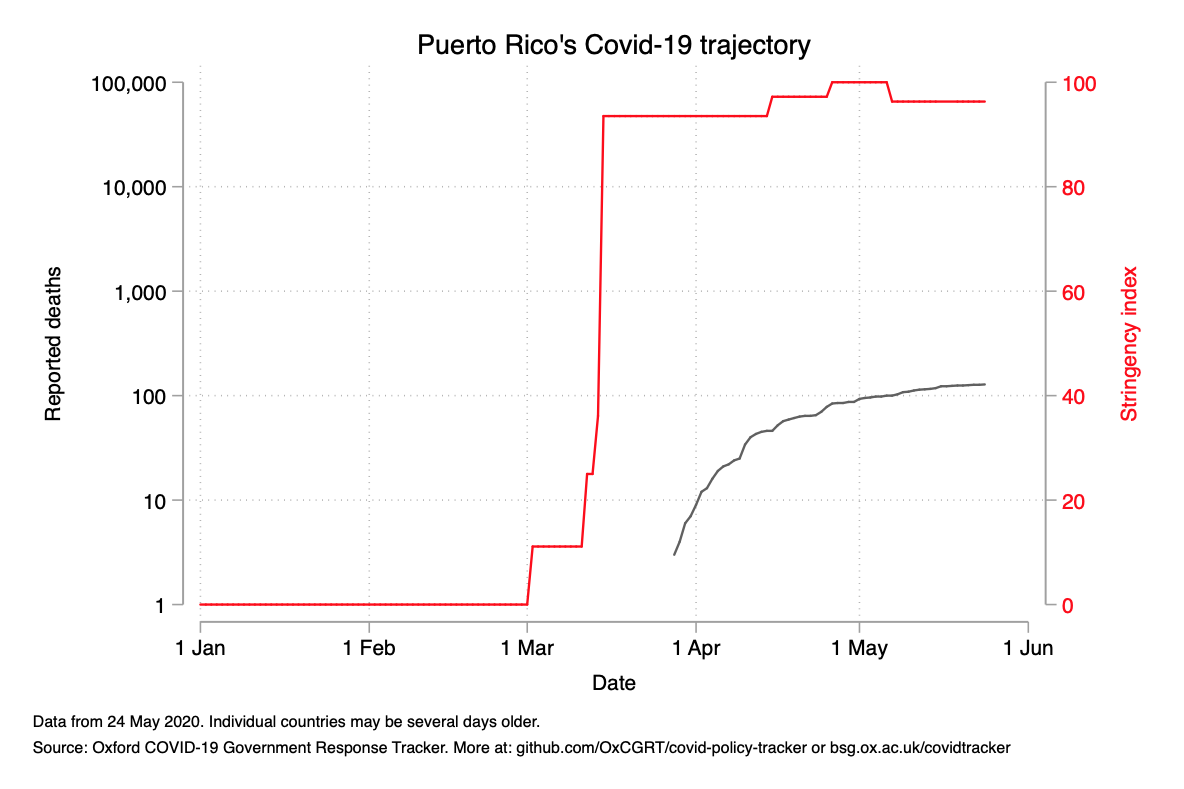 Puerto Rico's Covid-19 trajectory
100,000
10,000
1,000
100
10
1
Reported deaths
100
80
60
40
20
0
Stringency index
1 Jan
1 Feb
1 Mar
1 Apr
1 May
1 Jun
Date
Data from 24 May 2020. Individual countries may be several days older.
Source: Oxford COVID-19 Government Response Tracker. More at: github.com/OxCGRT/covid-policy-tracker or bsg.ox.ac.uk/covidtracker